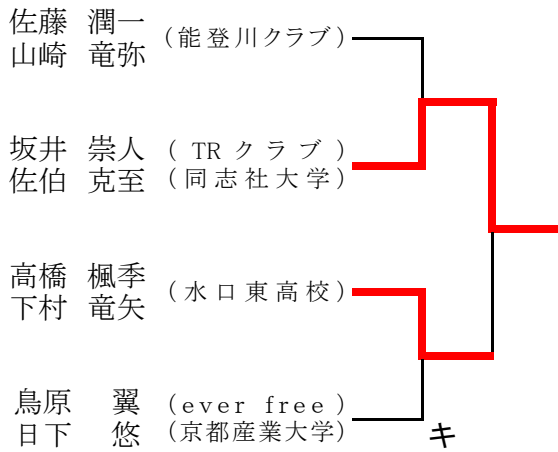 佐藤 潤一
山崎 竜弥
(能登川クラブ)
坂井 崇人 (TRクラブ)
佐伯 克至 (同志社大学)
高橋 楓季
下村 竜矢
(水口東高校)
鳥原 翼 (ever free)
日下 悠 (京都産業大学)
キ